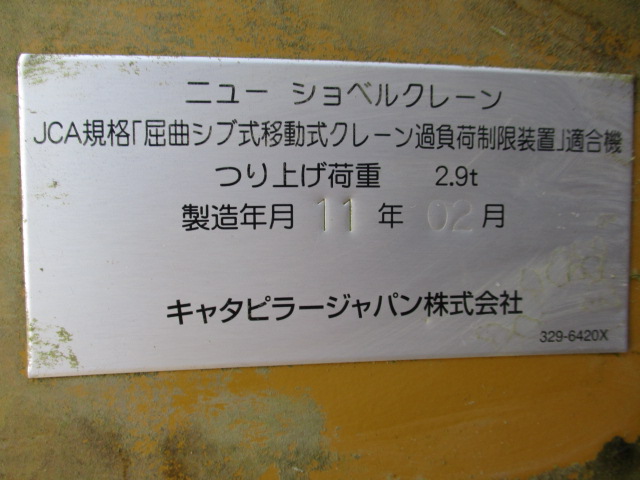 ニュー ショベルクレーン
JCA規格「屈曲ジブ式移動式クレーン過負荷制限装置」適合機
つり上げ荷重 2.9t
製造年月 11 年 02 月
キャタピラージャパン株式会社
329-6420X